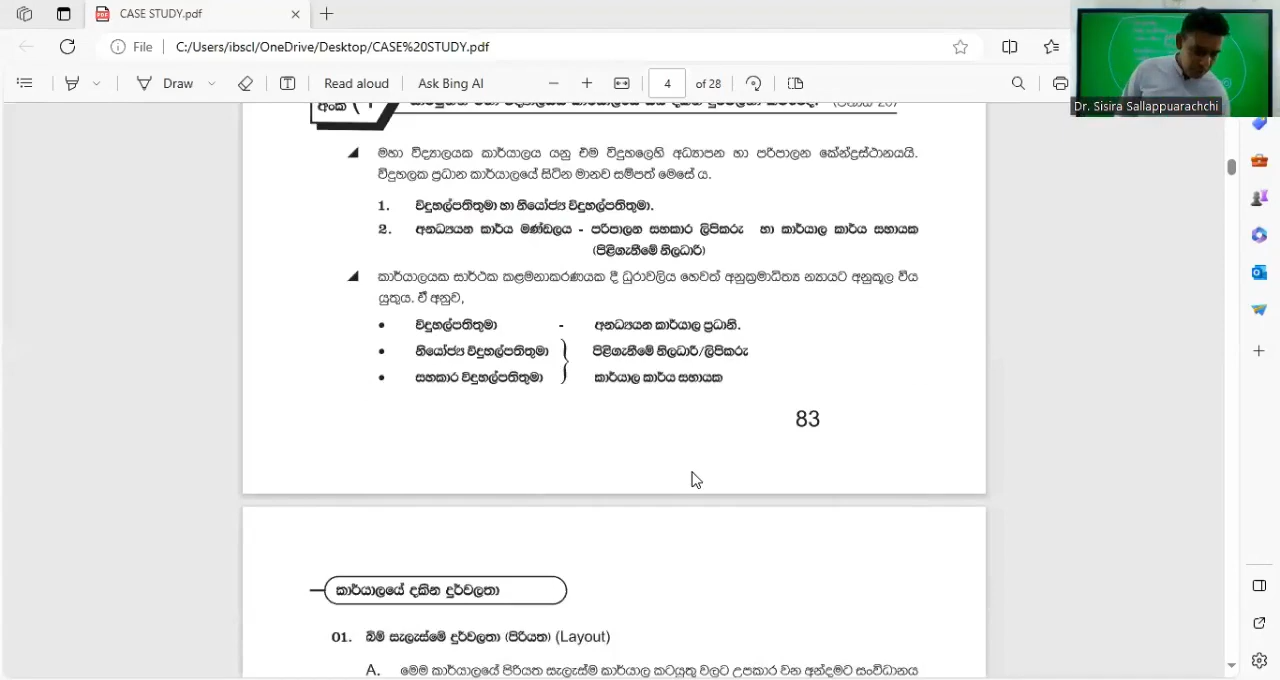 CASE STUDY.pdf
File C:/Users/ibscl/OneDrive/Desktop/CASE%20STUDY.pdf
Draw Read aloud Ask Bing AI 4 of 28
Dr. Sisira Sallappuarachchi
අංක
මහා විද්‍යාලයක කාර්යාලය යනු එම විදුහලෙහි අධ්‍යාපන හා පරිපාලන කේන්ද්‍රස්ථානයයි.
විදුහලක ප්‍රධාන කාර්යාලයේ සිටින මානව සම්පත් මෙසේ ය.
1. විදුහල්පතිතුමා හා නියෝජ්‍ය විදුහල්පතිතුමා.
2. අනධ්‍යයන කාර්ය මණ්ඩලය - පරිපාලන සහකාර ලිපිකරු හා කාර්යාල කාර්ය සහායක
(පිළිගැනීමේ නිලධාරී)
කාර්යාලයක සාර්ථක කළමනාකරණයක දී ධුරාවලිය හෙවත් අනුක්‍රමාධිත්‍ය න්‍යායට අනුකූල විය
යුතුය. ඒ අනුව,
• විදුහල්පතිතුමා - අනධ්‍යයන කාර්යාල ප්‍රධානි.
• නියෝජ්‍ය විදුහල්පතිතුමා පිළිගැනීමේ නිලධාරී/ලිපිකරු
• සහකාර විදුහල්පතිතුමා කාර්යාල කාර්ය සහායක
83
කාර්යාලයේ දකින දුර්වලතා
01. බිම් සැලැස්මේ දුර්වලතා (පිරියත) (Layout)
A. මෙම කාර්යාලයේ පිරියත සැලැස්ම කාර්යාල කටයුතු වලට උපකාර වන අන්දමට සංවිධානය